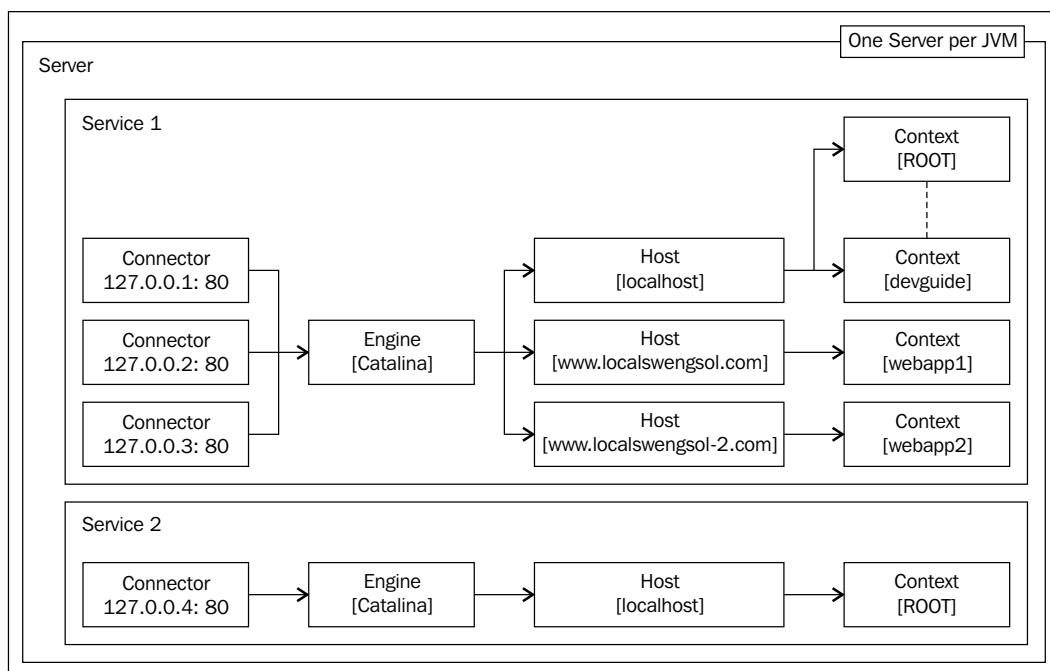 One Server per JVM
Server
Service 1
Context
[ROOT]
Connector
127.0.0.1: 80
Host
[localhost]
Context
[devguide]
Connector
127.0.0.2: 80
Engine
[Catalina]
Host
[www.localswengsol.com]
Context
[webapp1]
Connector
127.0.0.3: 80
Host
[www.localswengsol-2.com]
Context
[webapp2]
Service 2
Connector
127.0.0.4: 80
Engine
[Catalina]
Host
[localhost]
Context
[ROOT]